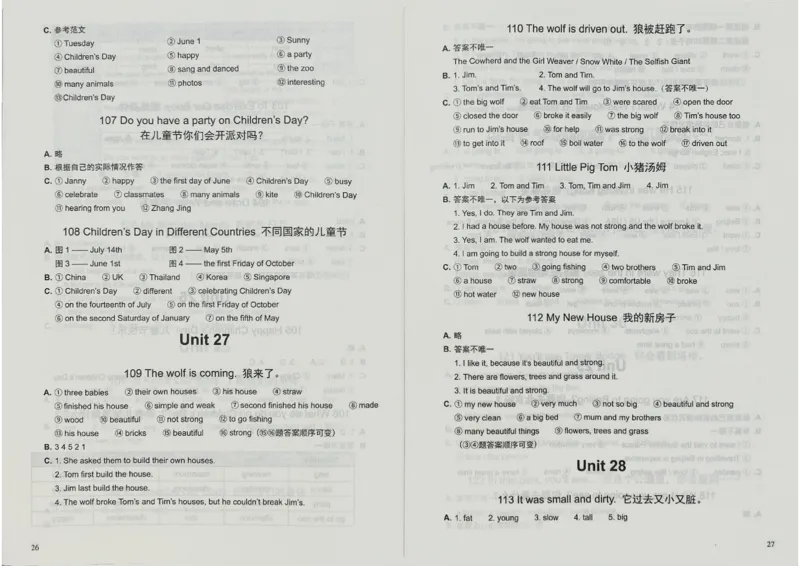 C. 参考范文
① Tuesday ② June 1 ③ Sunny
④ Children's Day ⑤ happy ⑥ a party
⑦ beautiful ⑧ sang and danced ⑨ the zoo
⑩ many animals ⑪ photos ⑫ interesting
⑬ Children's Day
107 Do you have a party on Children's Day?
在儿童节你们会开派对吗?
A. 略
B. 根据自己的实际情况作答
C. ① Janny ② happy ③ the first day of June ④ Children's Day ⑤ busy
⑥ celebrate ⑦ classmates ⑧ many animals ⑨ kite ⑩ Children's Day
⑪ hearing from you ⑫ Zhang Jing
108 Children's Day in Different Countries 不同国家的儿童节
A. 图 1 —— July 14th 图 2 —— May 5th
图 3 —— June 1st 图 4 —— the first Friday of October
B. ① China ② UK ③ Thailand ④ Korea ⑤ Singapore
C. ① Children's Day ② different ③ celebrating Children's Day
④ on the fourteenth of July ⑤ on the first Friday of October
⑥ on the second Saturday of January ⑦ on the fifth of May
Unit 27
109 The wolf is coming. 狼来了。
A. ① three babies ② their own houses ③ his house ④ straw
⑤ finished his house ⑥ simple and weak ⑦ second finished his house ⑧ made
⑨ wood ⑩ beautiful ⑪ not strong ⑫ to go fishing
⑬ his house ⑭ bricks ⑮ beautiful ⑯ strong (⑮⑯题答案顺序可变)
B. 3 4 5 2 1
C. 1. She asked them to build their own houses.
2. Tom first build the house.
3. Jim last build the house.
4. The wolf broke Tom's and Tim's houses, but he couldn't break Jim's.
26
110 The wolf is driven out. 狼被赶跑了。
A. 答案不唯一
The Cowherd and the Girl Weaver / Snow White / The Selfish Giant
B. 1. Jim. 2. Tom and Tim.
3. Tom's and Tim's. 4. The wolf will go to Jim's house.(答案不唯一)
C. ① the big wolf ② eat Tom and Tim ③ were scared ④ open the door
⑤ closed the door ⑥ broke it easily ⑦ the big wolf ⑧ Tim's house too
⑨ run to Jim's house ⑩ for help ⑪ was strong ⑫ break into it
⑬ to get into it ⑭ roof ⑮ boil water ⑯ to the wolf ⑰ driven out
111 Little Pig Tom 小猪汤姆
A. 1. Jim 2. Tom and Tim 3. Tom, Tim and Jim 4. Jim
B. 答案不唯一,以下为参考答案
1. Yes, I do. They are Tim and Jim.
2. I had a house before. My house was not strong and the wolf broke it.
3. Yes, I am. The wolf wanted to eat me.
4. I am going to build a strong house for myself.
C. ① Tom ② two ③ going fishing ④ two brothers ⑤ Tim and Jim
⑥ a house ⑦ straw ⑧ strong ⑨ comfortable ⑩ broke
⑪ hot water ⑫ new house
112 My New House 我的新房子
A. 略
B. 答案不唯一
1. I like it, because it's beautiful and strong.
2. There are flowers, trees and grass around it.
3. It is beautiful and strong.
C. ① my new house ② very much ③ not so big ④ beautiful and strong
⑤ very clean ⑥ a big bed ⑦ mum and my brothers
⑧ many beautiful things ⑨ flowers, trees and grass
(③④题答案顺序可变)
Unit 28
113 It was small and dirty. 它过去又小又脏。
A. 1. fat 2. young 3. slow 4. tall 5. big
27